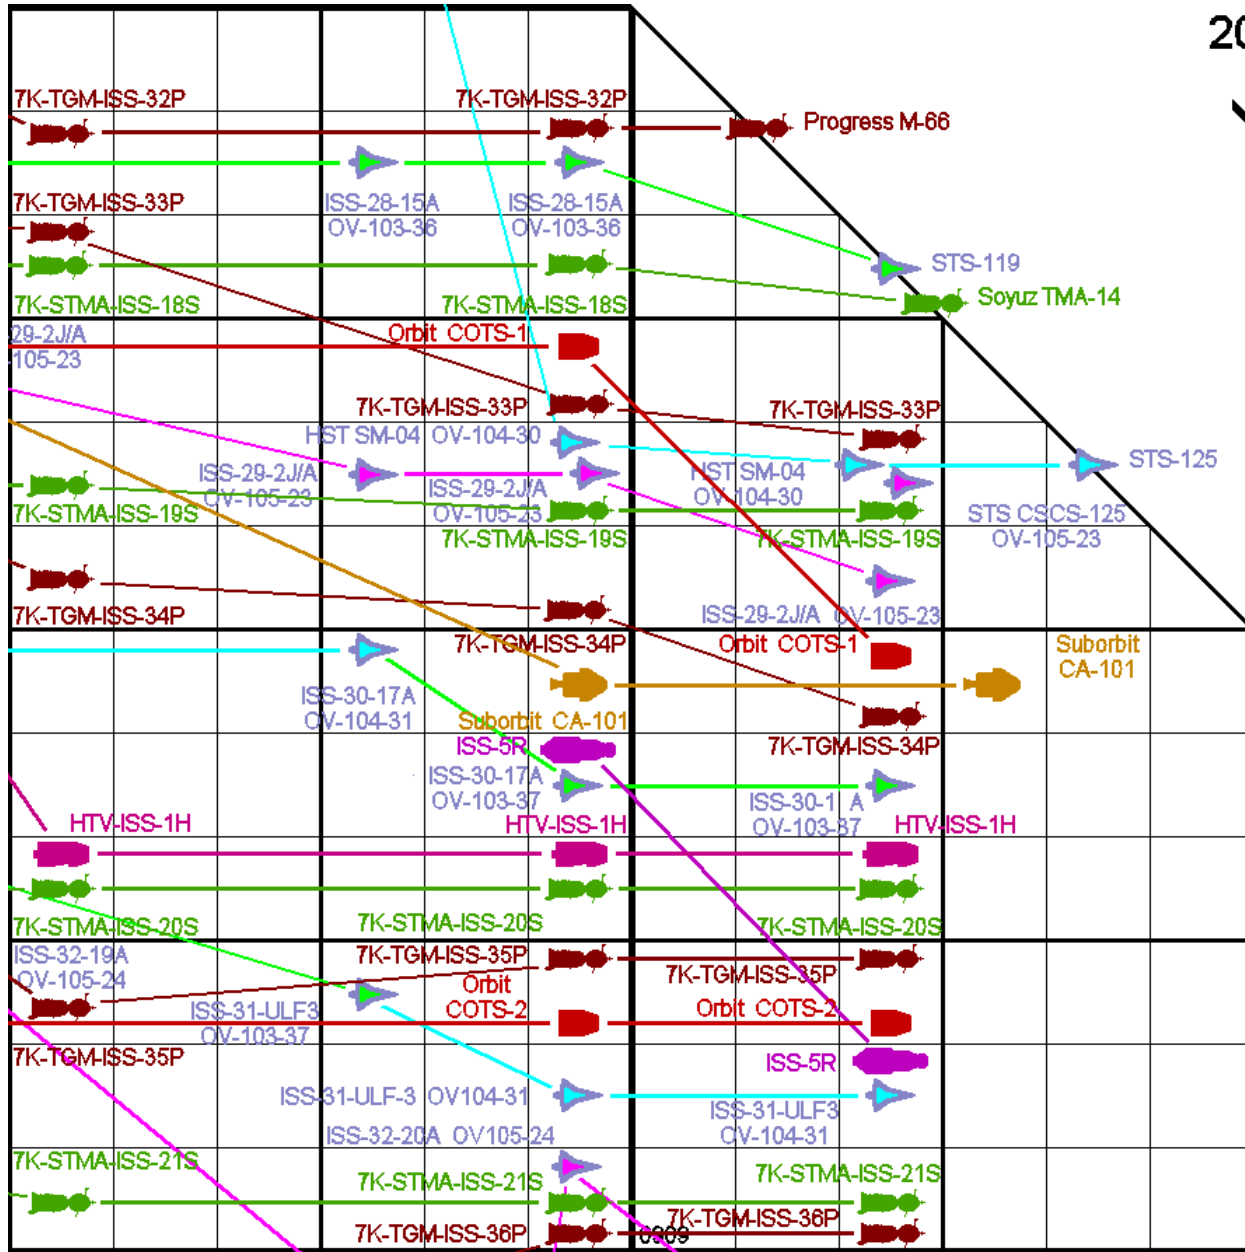 20
7K-TGM-ISS-32P
7K-TGM-ISS-32P
Progress M-66
7K-TGM-ISS-33P
ISS-28-15A
OV-103-36
ISS-28-15A
OV-103-36
STS-119
7K-STMA-ISS-18S
7K-STMA-ISS-18S
Soyuz TMA-14
29-2J/A
105-23
Orbit COTS-1
7K-TGM-ISS-33P
7K-TGM-ISS-33P
HST SM-04 OV-104-30
STS-125
ISS-29-2J/A
OV-105-23
ISS-29-2J/A
OV-105-23
HST SM-04
OV-104-30
7K-STMA-ISS-19S
STS CSCS-125
OV-105-23
7K-STMA-ISS-19S
7K-STMA-ISS-19S
7K-TGM-ISS-34P
ISS-29-2J/A OV-105-23
7K-TGM-ISS-34P
Orbit COTS-1
Suborbit
CA-101
ISS-30-17A
OV-104-31
Suborbit CA-101
ISS-5R
7K-TGM-ISS-34P
ISS-30-17A
OV-103-37
ISS-30-1 A
OV-103-37
HTV-ISS-1H
HTV-ISS-1H
HTV-ISS-1H
7K-STMA-ISS-20S
7K-STMA-ISS-20S
7K-STMA-ISS-20S
ISS-32-19A
OV-105-24
7K-TGM-ISS-35P
7K-TGM-ISS-35P
Orbit
COTS-2
Orbit COTS-2
ISS-31-ULF3
OV-103-37
7K-TGM-ISS-35P
ISS-5R
ISS-31-ULF-3 OV104-31
ISS-31-ULF3
OV-104-31
ISS-32-20A OV105-24
7K-STMA-ISS-21S
7K-STMA-ISS-21S
7K-STMA-ISS-21S
7K-TGM-ISS-36P
7K-TGM-ISS-36P